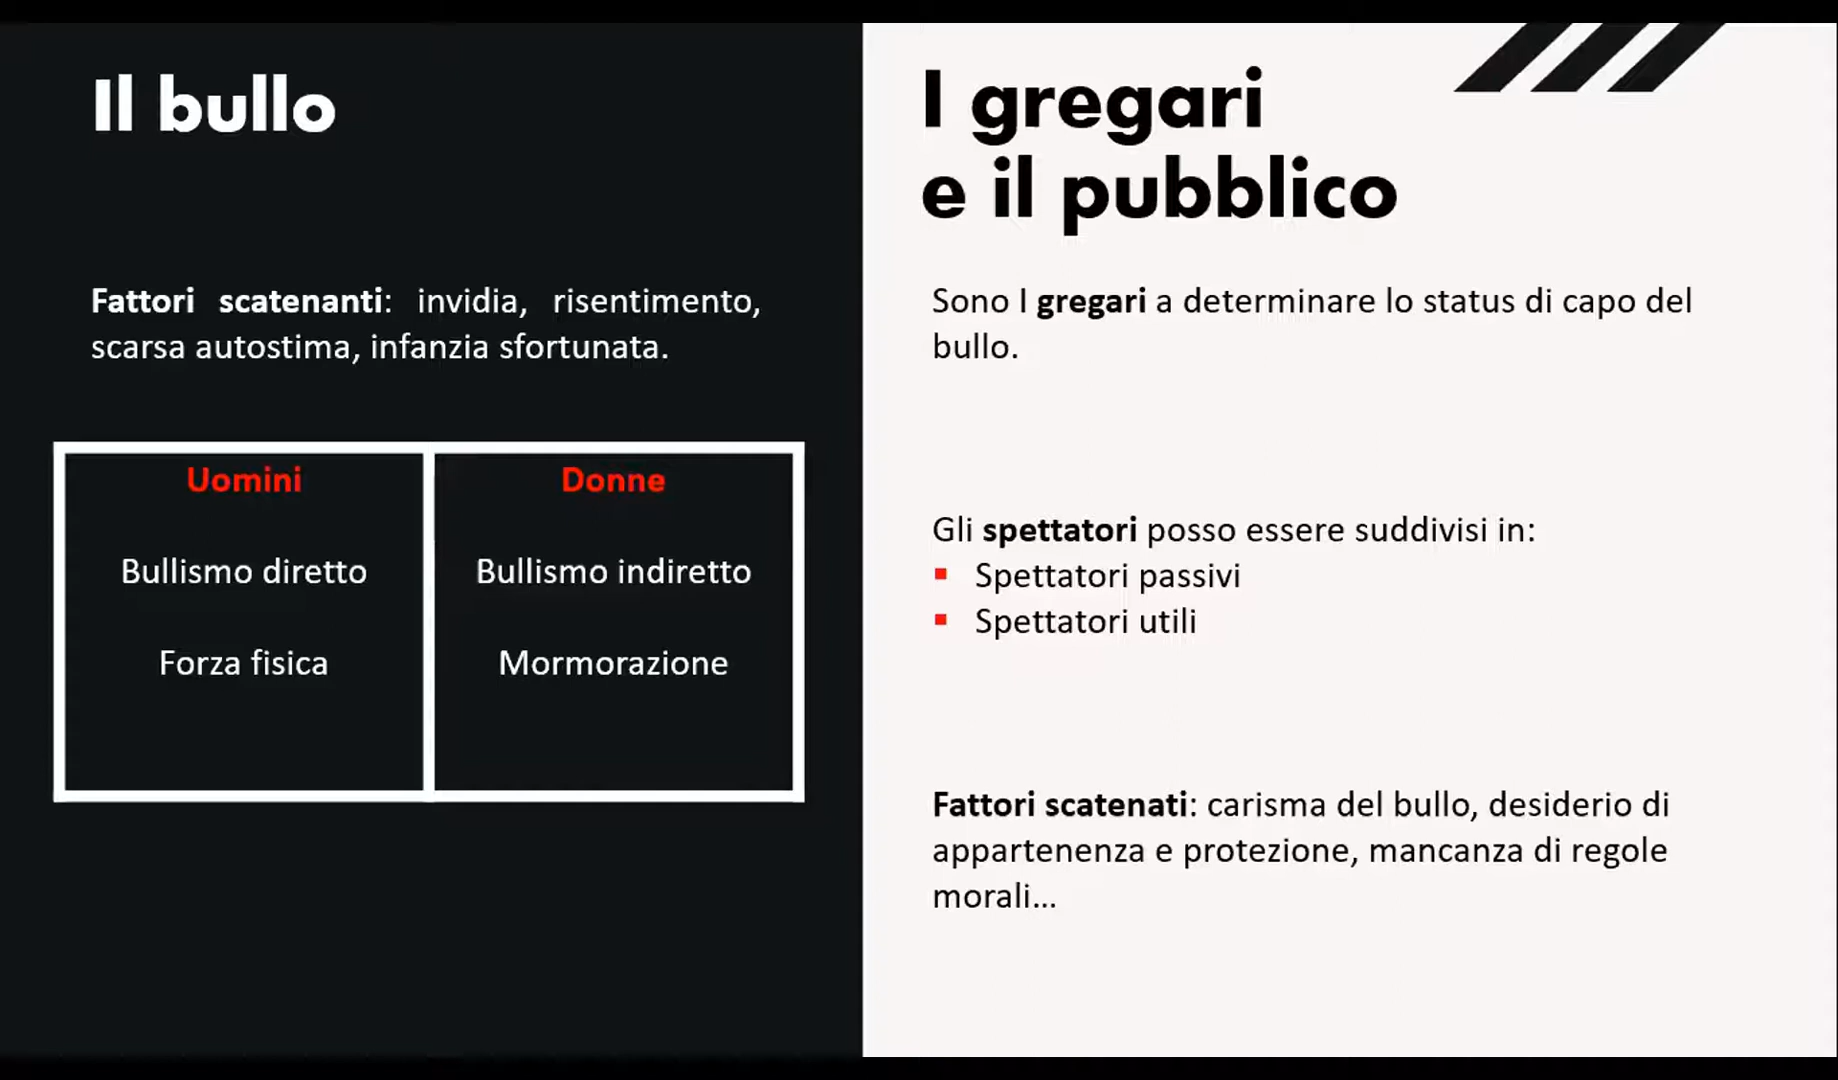 Il bullo
Fattori scatenanti: invidia, risentimento,
scarsa autostima, infanzia sfortunata.
Uomini
Bullismo diretto
Forza fisica
Donne
Bullismo indiretto
Mormorazione
I gregari
e il pubblico
Sono I gregari a determinare lo status di capo del
bullo.
Gli spettatori posso essere suddivisi in:
▪ Spettatori passivi
▪ Spettatori utili
Fattori scatenati: carisma del bullo, desiderio di
appartenenza e protezione, mancanza di regole
morali...